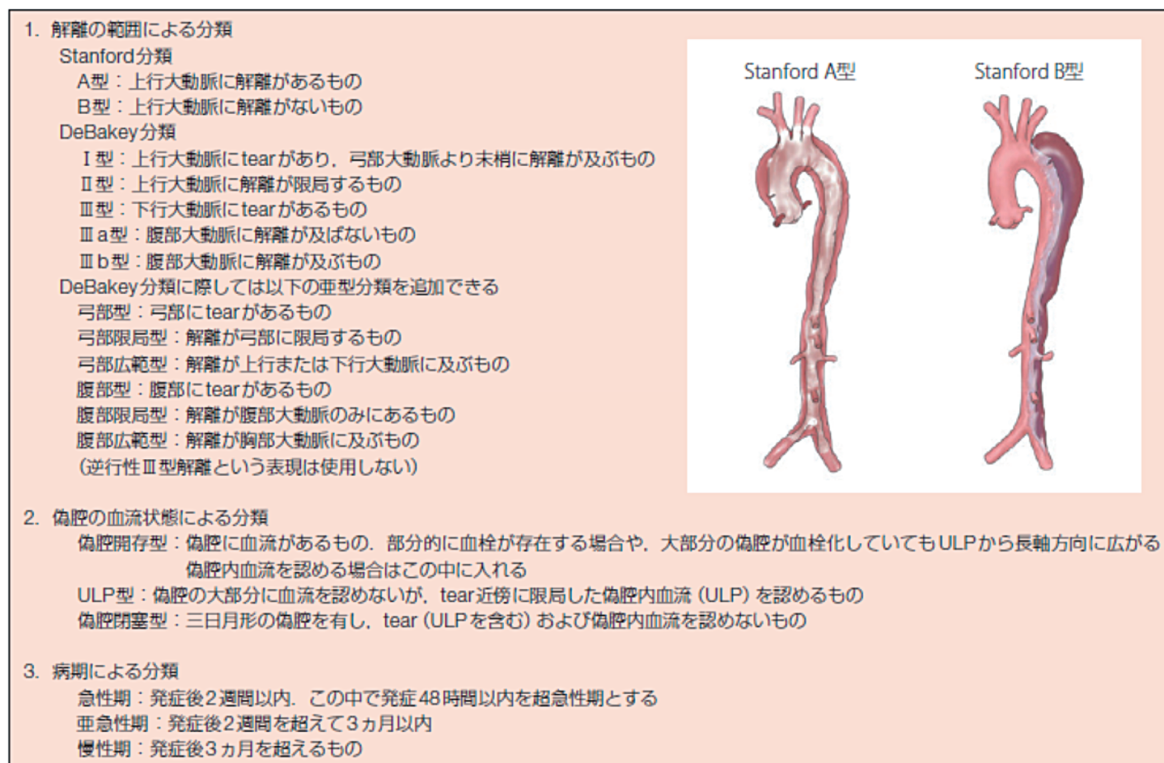 1. 解離の範囲による分類
Stanford分類
A型：上行大動脈に解離があるもの
B型：上行大動脈に解離がないもの
DeBakey分類
Ⅰ型：上行大動脈にtearがあり，弓部大動脈より末梢に解離が及ぶもの
Ⅱ型：上行大動脈に解離が限局するもの
Ⅲ型：下行大動脈にtearがあるもの
Ⅲa型：腹部大動脈に解離が及ばないもの
Ⅲb型：腹部大動脈に解離が及ぶもの
DeBakey分類に際しては以下の亜型分類を追加できる
弓部型：弓部にtearがあるもの
弓部限局型：解離が弓部に限局するもの
弓部広範型：解離が上行または下行大動脈に及ぶもの
腹部型：腹部にtearがあるもの
腹部限局型：解離が腹部大動脈のみにあるもの
腹部広範型：解離が胸部大動脈に及ぶもの
（逆行性Ⅲ型解離という表現は使用しない）
Stanford A型
Stanford B型
2. 偽腔の血流状態による分類
偽腔開存型：偽腔に血流があるもの．部分的に血栓が存在する場合や，大部分の偽腔が血栓化していてもULPから長軸方向に広がる
偽腔内血流を認める場合はこの中に入れる
ULP型：偽腔の大部分に血流を認めないが，tear近傍に限局した偽腔内血流（ULP）を認めるもの
偽腔閉塞型：三日月形の偽腔を有し，tear（ULPを含む）および偽腔内血流を認めないもの
3. 病期による分類
急性期：発症後2週間以内．この中で発症48時間以内を超急性期とする
亜急性期：発症後2週間を超えて3ヵ月以内
慢性期：発症後3ヵ月を超えるもの